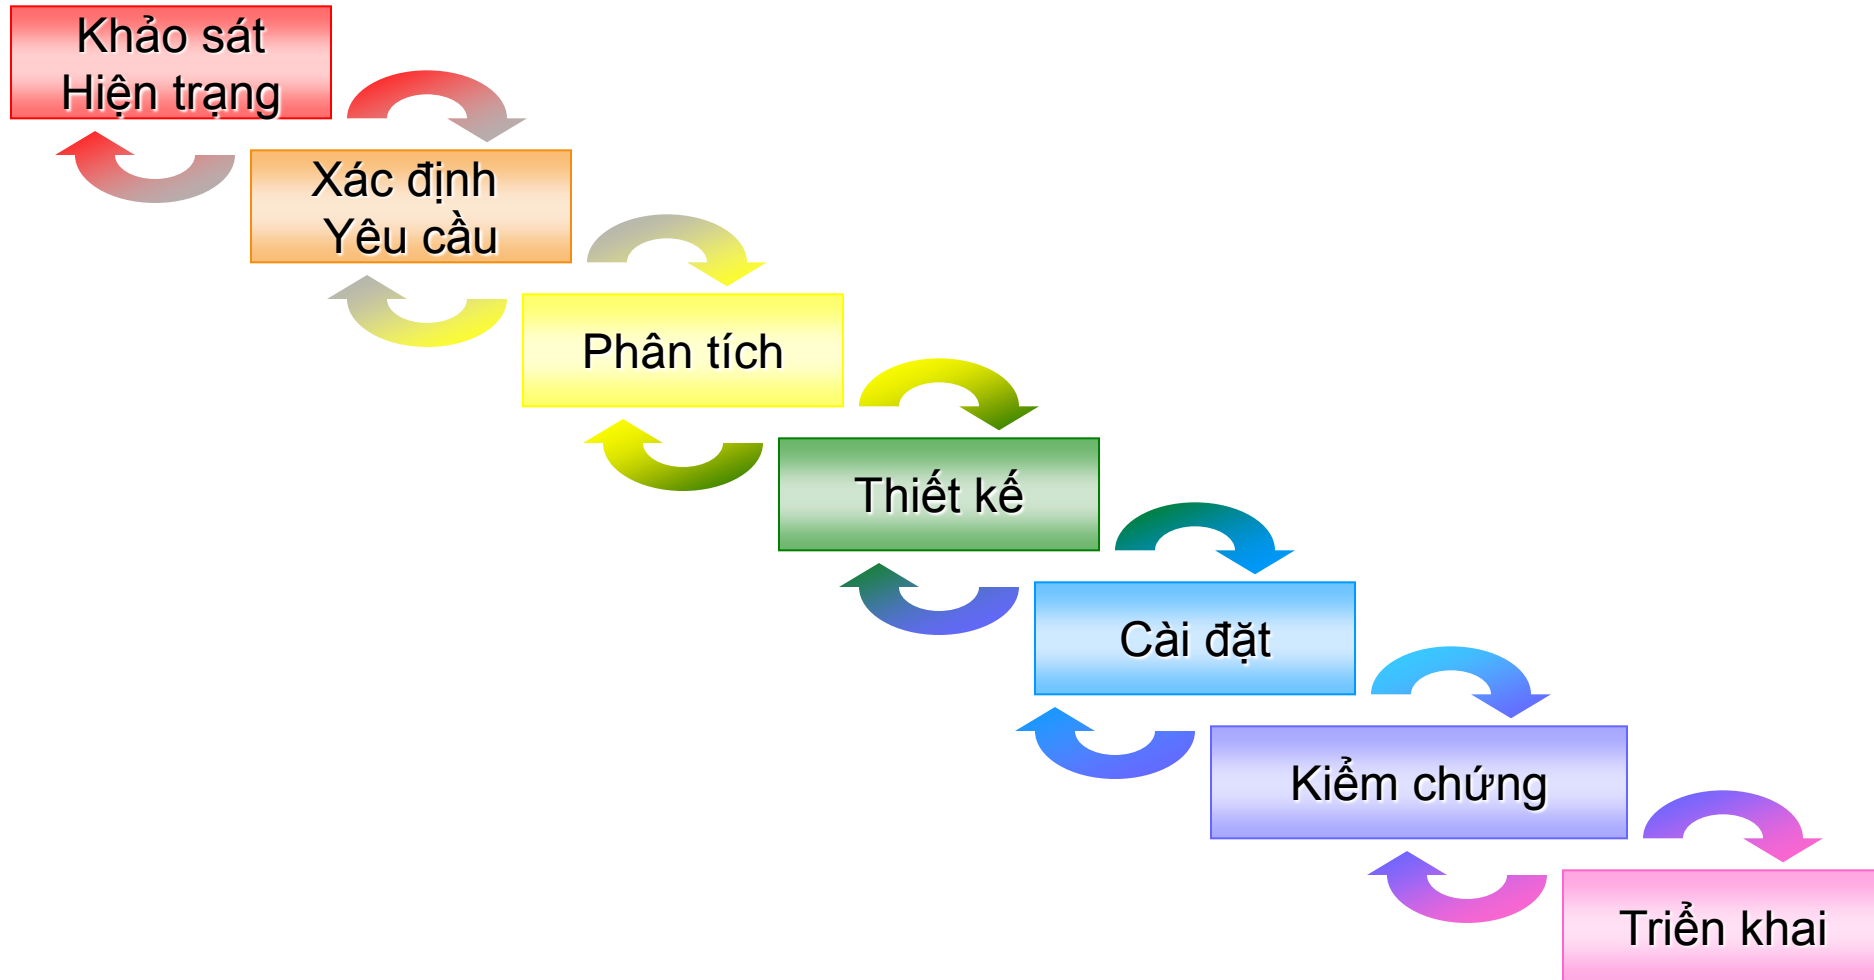 Khảo sát
Hiện trạng
Xác định
Yêu cầu
Phân tích
Thiết kế
Cài đặt
Kiểm chứng
Triển khai